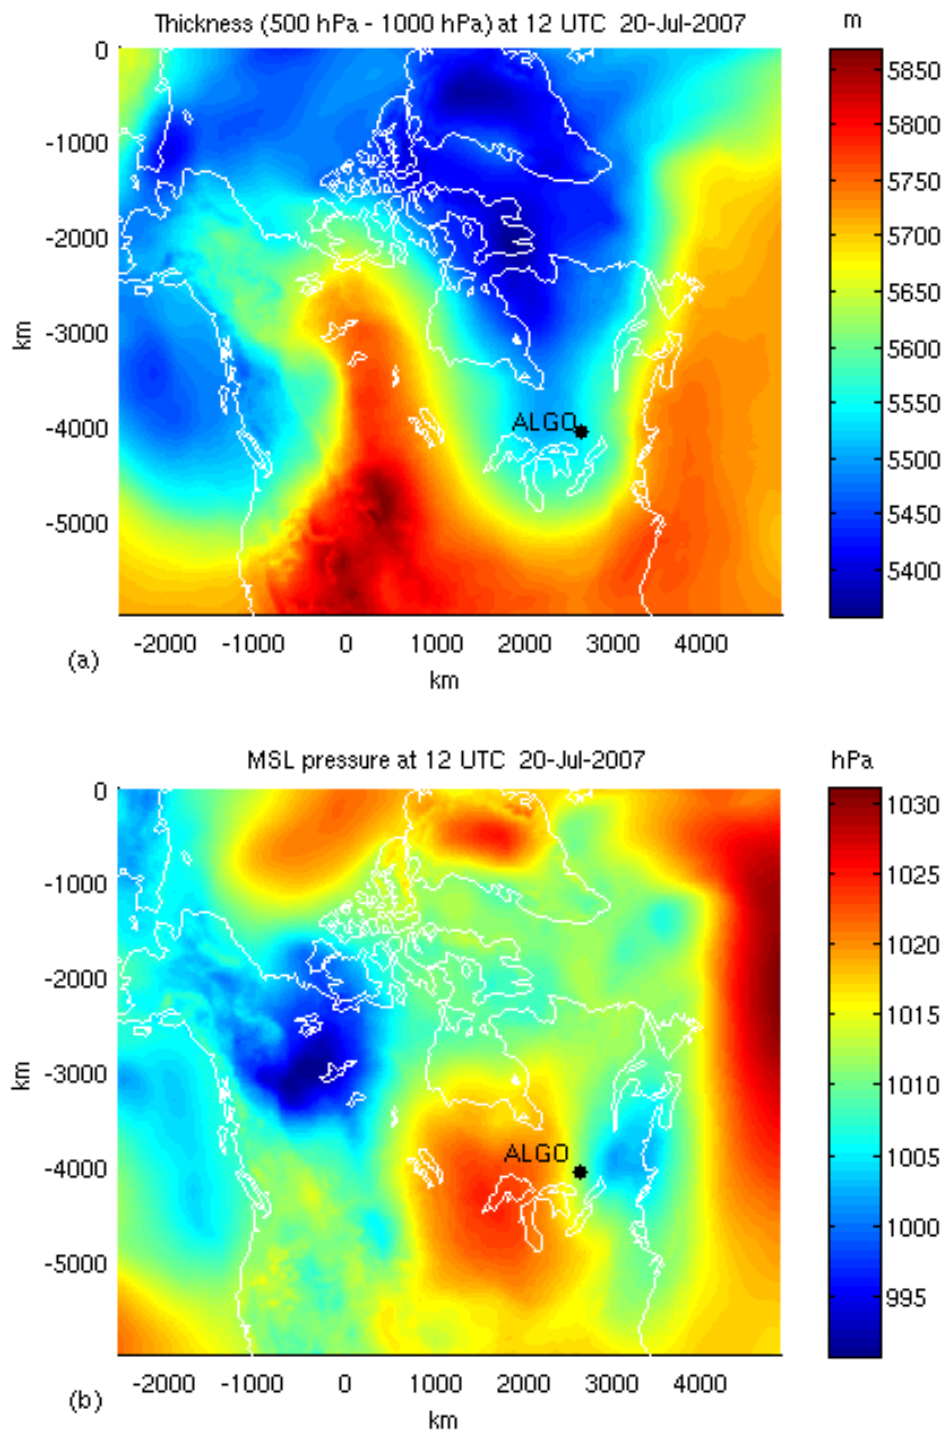 Thickness (500 hPa - 1000 hPa) at 12 UTC 20-Jul-2007
m
0
-1000
-2000
-3000
-4000
-5000
km
ALGO
5850
5800
5750
5700
5650
5600
5550
5500
5450
5400
-2000 -1000 0 1000 2000 3000 4000
(a)
km
MSL pressure at 12 UTC 20-Jul-2007
hPa
0
-1000
-2000
-3000
-4000
-5000
km
ALGO
1030
1025
1020
1015
1010
1005
1000
995
-2000 -1000 0 1000 2000 3000 4000
(b)
km